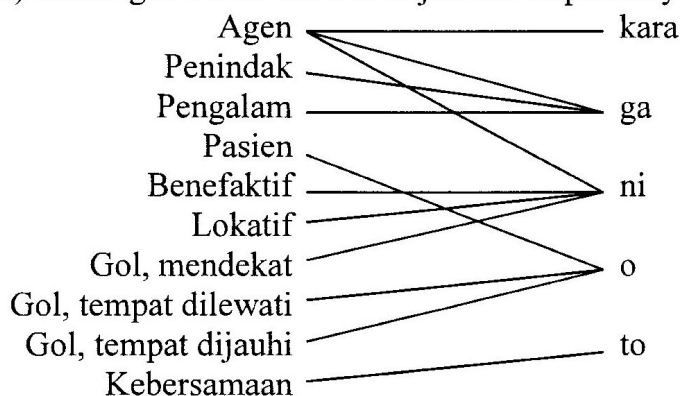 Agen kara
Penindak
Pengalam ga
Pasien
Benefaktif ni
Lokatif
Gol, mendekat o
Gol, tempat dilewati
Gol, tempat dijauhi to
Kebersamaan